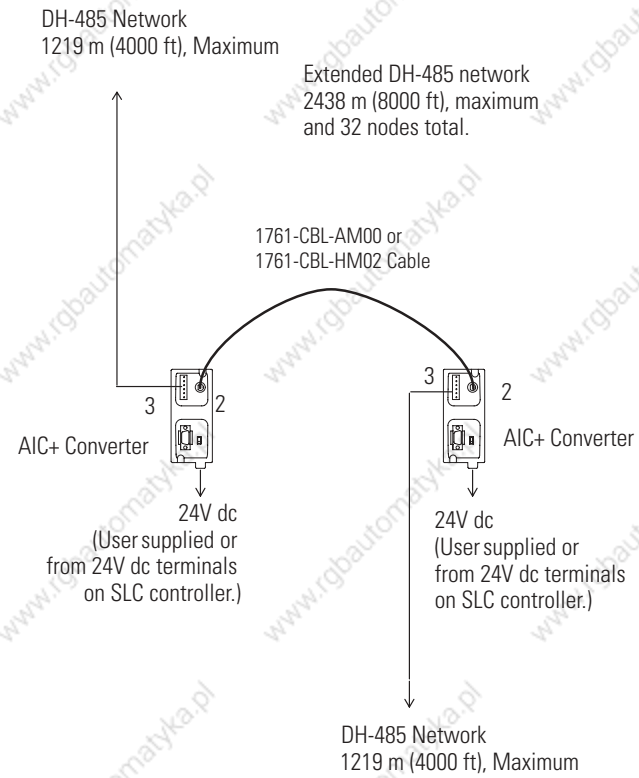 DH-485 Network
1219 m (4000 ft), Maximum
Extended DH-485 network
2438 m (8000 ft), maximum
and 32 nodes total.
1761-CBL-AM00 or
1761-CBL-HM02 Cable
3
2
AIC+ Converter
3
2
AIC+ Converter
24V dc
(User supplied or
from 24V dc terminals
on SLC controller.)
24V dc
(User supplied or
from 24V dc terminals
on SLC controller.)
DH-485 Network
1219 m (4000 ft), Maximum
www.rgbautomatyka.pl